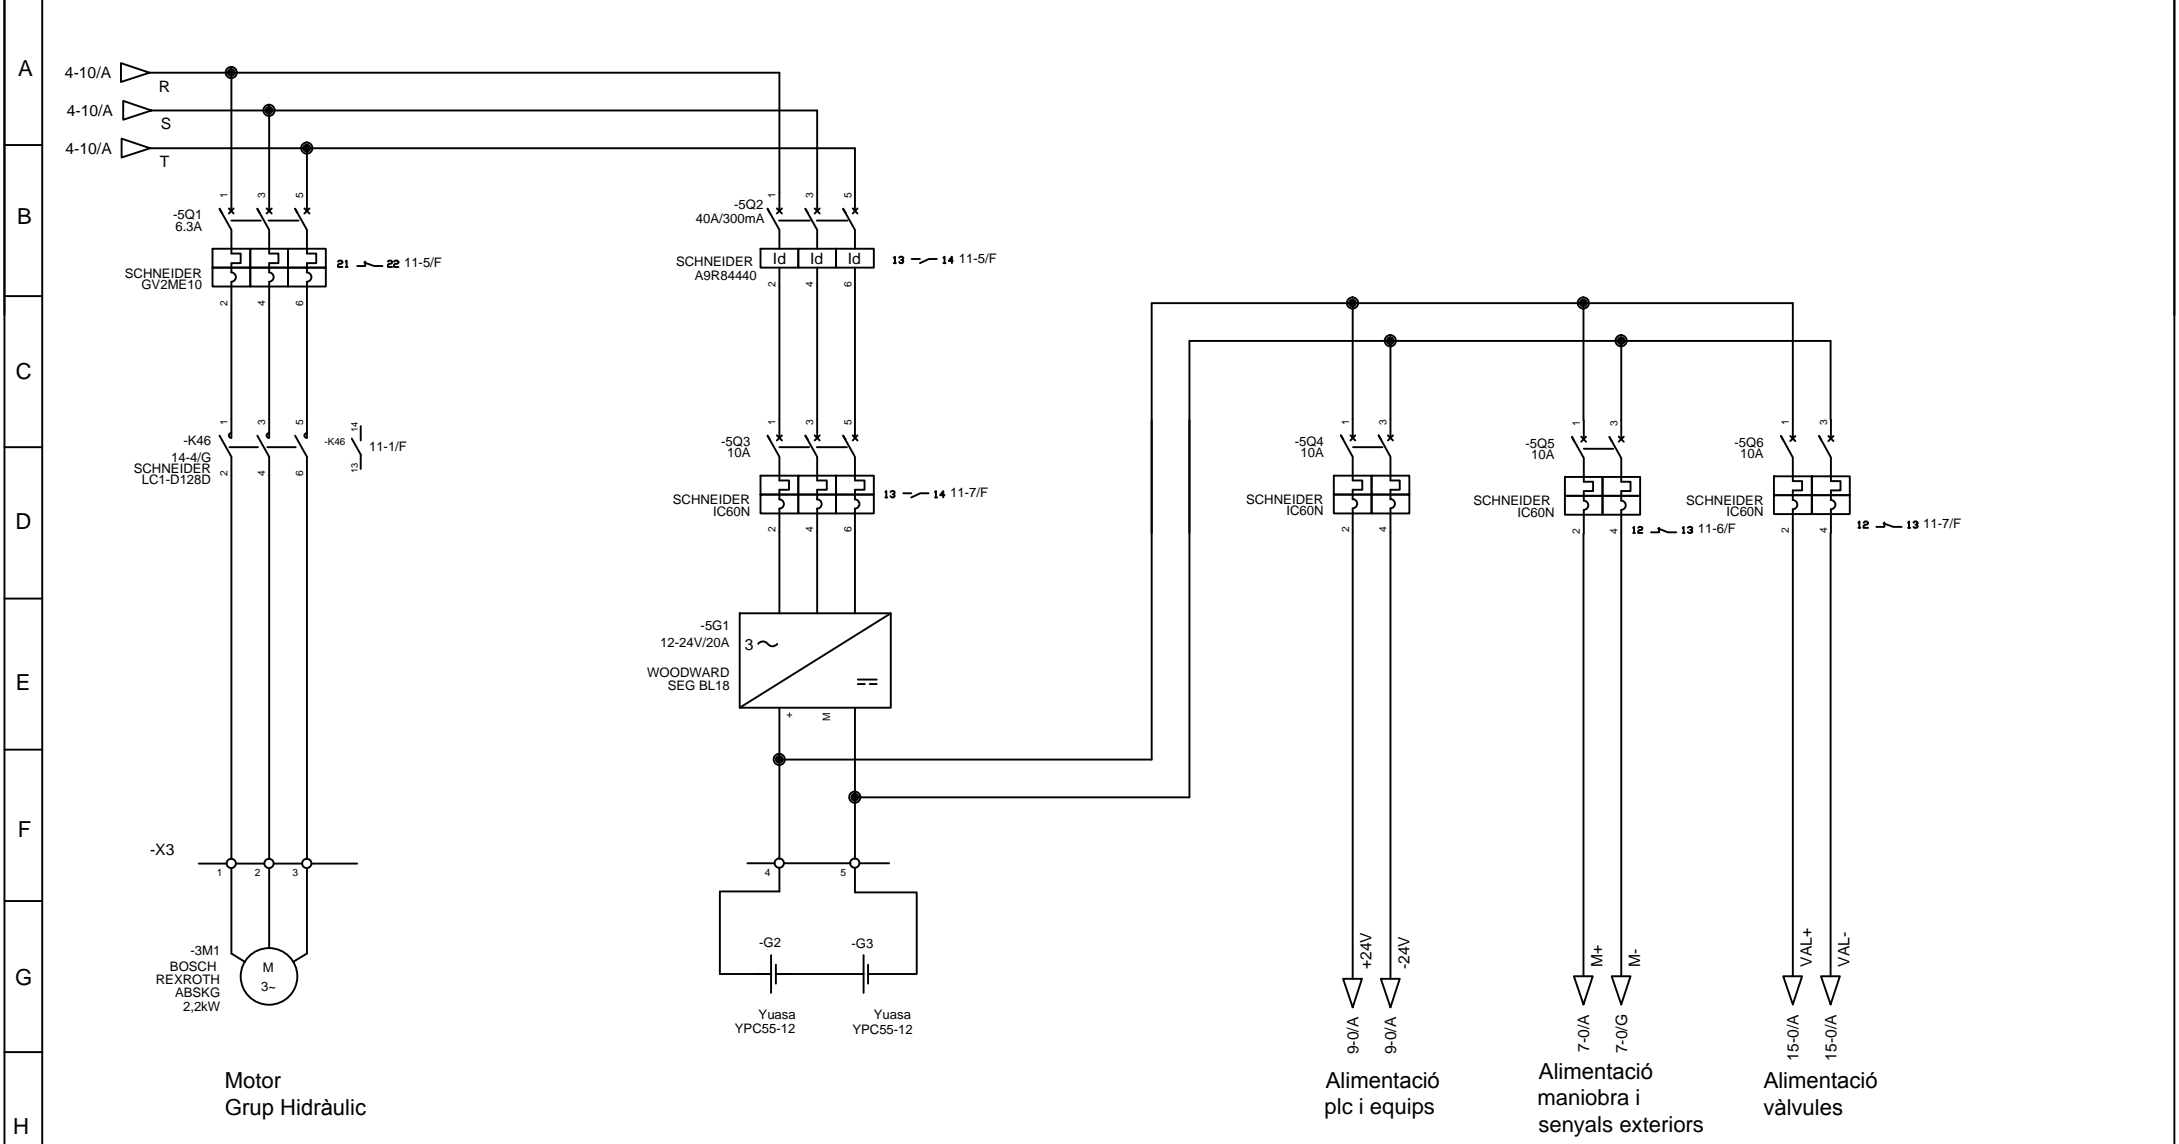 A
B
C
D
E
F
G
H
4-10/A
R
4-10/A
S
4-10/A
T
1 3 5
-5Q1
6.3A
SCHNEIDER
GV2ME10
21 22 11-5/F
2 4 6
1 3 5
-K46
14-4/G
SCHNEIDER
LC1-D128D
2 4 6
-K46
14
13
11-1/F
-X3
1 2 3
-3M1
BOSCH
REXROTH
ABSKG
2,2kW
M
3~
Motor
Grup Hidràulic
1 3 5
-5Q2
40A/300mA
SCHNEIDER
A9R84440
Id Id Id
13 14 11-5/F
2 4 6
1 3 5
-5Q3
10A
SCHNEIDER
IC60N
13 14 11-7/F
2 4 6
-5G1
12-24V/20A
WOODWARD
SEG BL18
3
+ M
4 5
-G2 -G3
Yuasa
YPC55-12
Yuasa
YPC55-12
1 3
-5Q4
10A
SCHNEIDER
IC60N
2 4
+24V
-24V
9-0/A
9-0/A
Alimentació
plc i equips
1 3
-5Q5
10A
SCHNEIDER
IC60N
2 4
12 13 11-6/F
M+
M-
7-0/A
7-0/G
Alimentació
maniobra i
senyals exteriors
1 3
-5Q6
10A
SCHNEIDER
IC60N
2 4
12 13 11-7/F
VAL+
VAL-
15-0/A
15-0/A
Alimentació
vàlvules